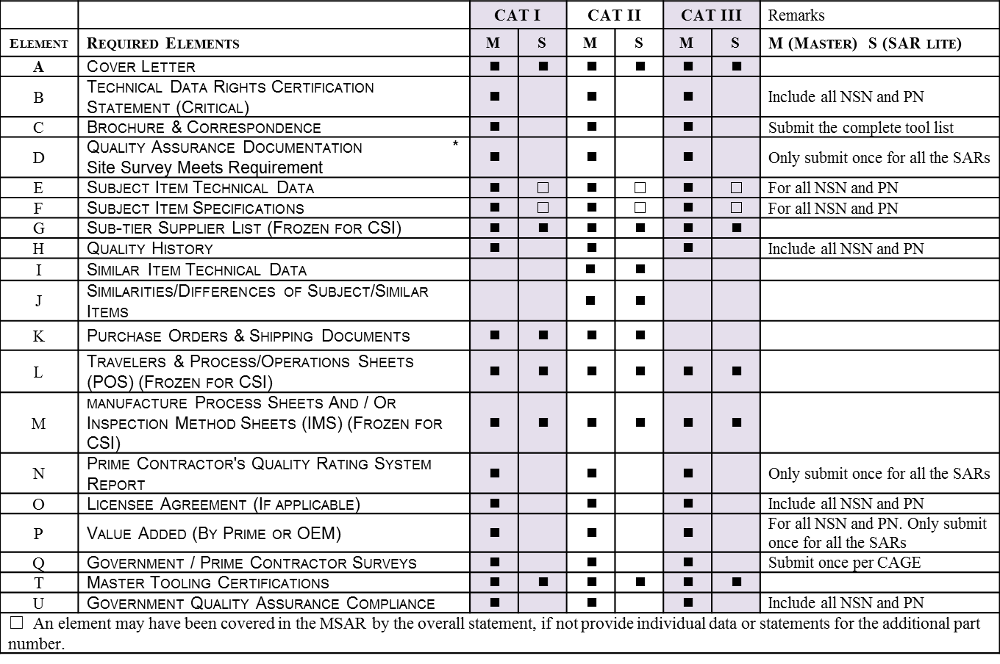 CAT I CAT II CAT III Remarks
ELEMENT REQUIRED ELEMENTS M S M S M S M (MASTER) S (SAR LITE)
A COVER LETTER ■ ■ ■ ■ ■ ■
B TECHNICAL DATA RIGHTS CERTIFICATION
STATEMENT (CRITICAL) ■ ■ ■ Include all NSN and PN
C BROCHURE & CORRESPONDENCE ■ ■ ■ Submit the complete tool list
D QUALITY ASSURANCE DOCUMENTATION *
Site Survey Meets Requirement ■ ■ ■ Only submit once for all the SARs
E SUBJECT ITEM TECHNICAL DATA ■ □ ■ □ ■ □ For all NSN and PN
F SUBJECT ITEM SPECIFICATIONS ■ □ ■ □ ■ □ For all NSN and PN
G SUB-TIER SUPPLIER LIST (FROZEN FOR CSI) ■ ■ ■ ■ ■ ■
H QUALITY HISTORY ■ ■ ■ Include all NSN and PN
I SIMILAR ITEM TECHNICAL DATA ■ ■
J SIMILARITIES/DIFFERENCES OF SUBJECT/SIMILAR
ITEMS ■ ■
K PURCHASE ORDERS & SHIPPING DOCUMENTS ■ ■ ■ ■
L TRAVELERS & PROCESS/OPERATIONS SHEETS
(POS) (FROZEN FOR CSI) ■ ■ ■ ■ ■ ■
M MANUFACTURE PROCESS SHEETS AND / OR
INSPECTION METHOD SHEETS (IMS) (FROZEN FOR
CSI) ■ ■ ■ ■ ■ ■
N PRIME CONTRACTOR'S QUALITY RATING SYSTEM
REPORT ■ ■ ■ Only submit once for all the SARs
O LICENSEE AGREEMENT (IF APPLICABLE) ■ ■ ■ Include all NSN and PN
P VALUE ADDED (BY PRIME OR OEM) ■ ■ ■ For all NSN and PN. Only submit
once for all the SARs
Q GOVERNMENT / PRIME CONTRACTOR SURVEYS ■ ■ ■ Submit once per CAGE
T MASTER TOOLING CERTIFICATIONS ■ ■ ■ ■ ■ ■
U GOVERNMENT QUALITY ASSURANCE COMPLIANCE ■ ■ ■ Include all NSN and PN
□ An element may have been covered in the MSAR by the overall statement, if not provide individual data or statements for the additional part
number.